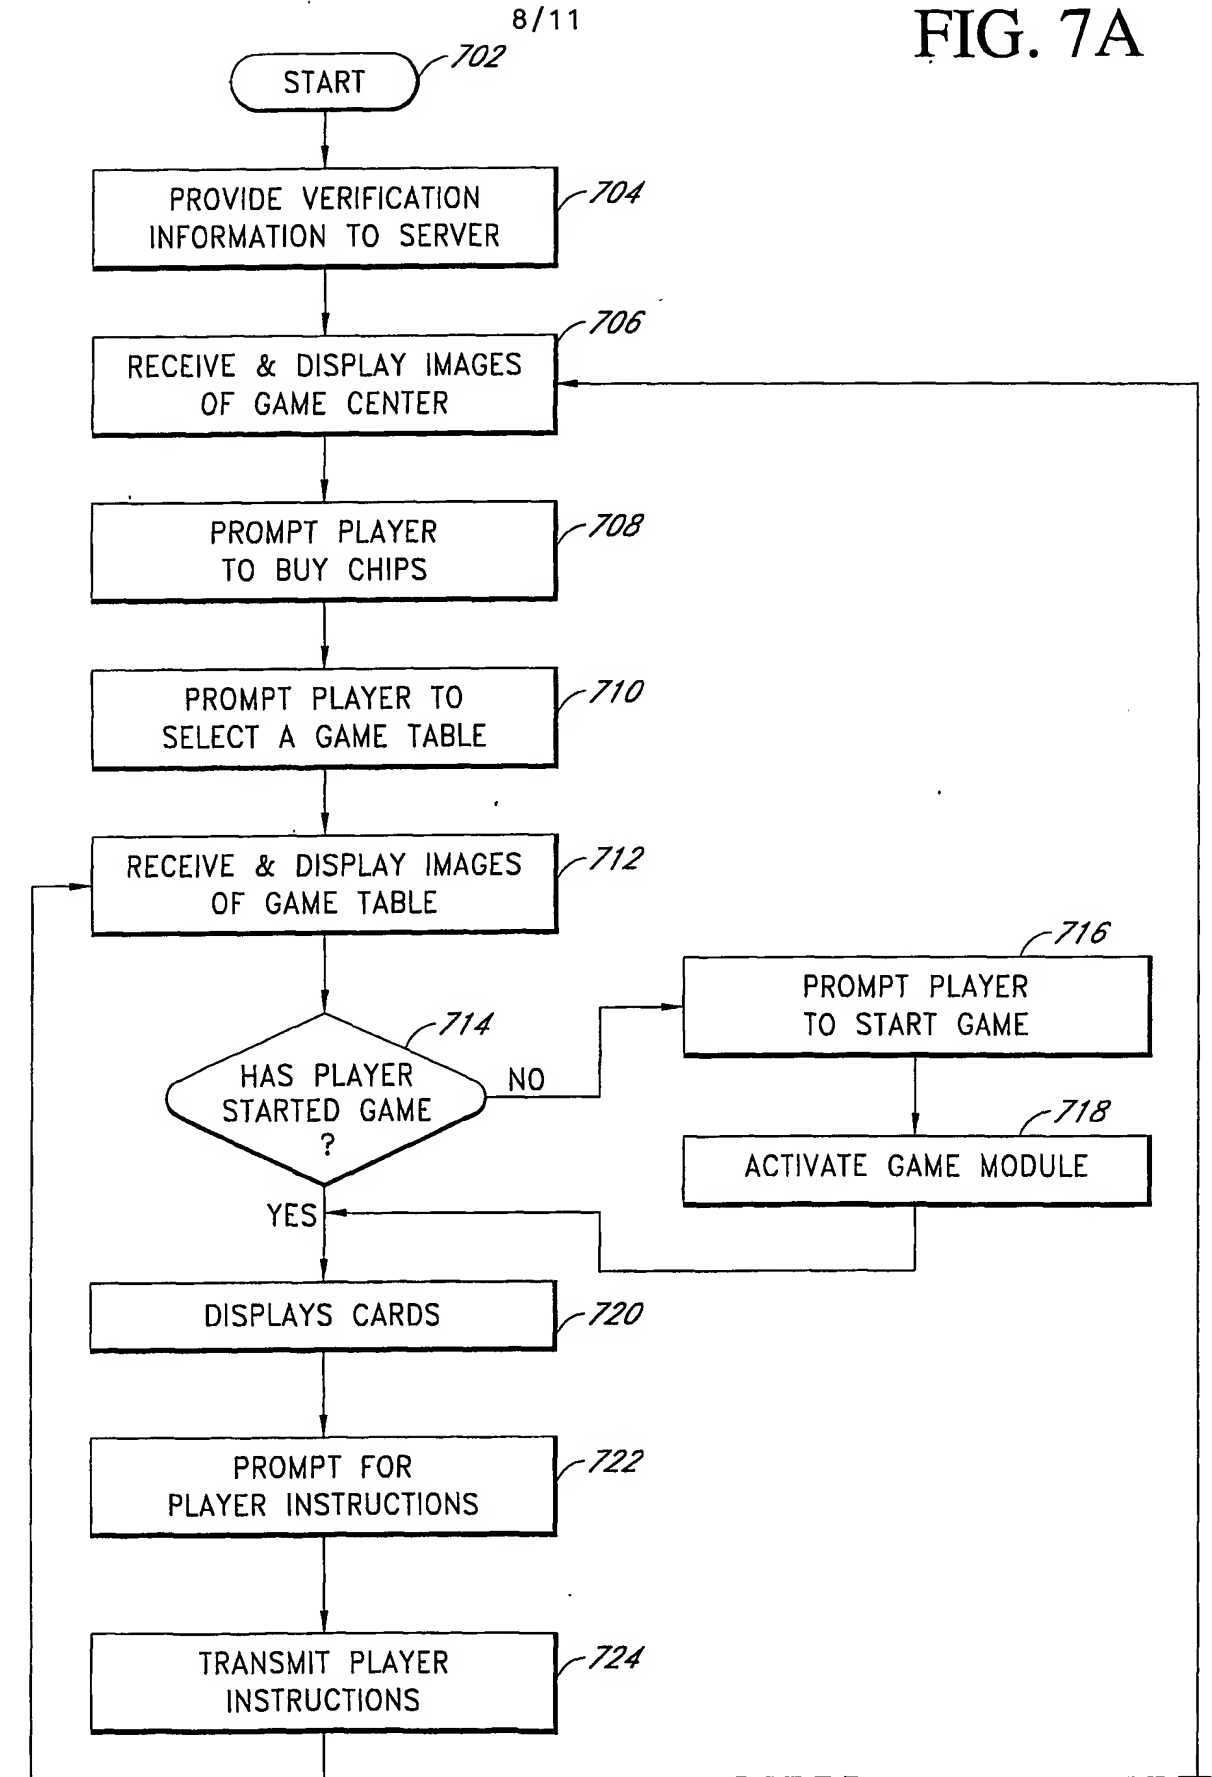 8/11
FIG. 7A
702
START
704
PROVIDE VERIFICATION
INFORMATION TO SERVER
706
RECEIVE & DISPLAY IMAGES
OF GAME CENTER
708
PROMPT PLAYER
TO BUY CHIPS
710
PROMPT PLAYER TO
SELECT A GAME TABLE
712
RECEIVE & DISPLAY IMAGES
OF GAME TABLE
716
PROMPT PLAYER
TO START GAME
714
HAS PLAYER
STARTED GAME
?
NO
718
ACTIVATE GAME MODULE
YES
720
DISPLAYS CARDS
722
PROMPT FOR
PLAYER INSTRUCTIONS
724
TRANSMIT PLAYER
INSTRUCTIONS